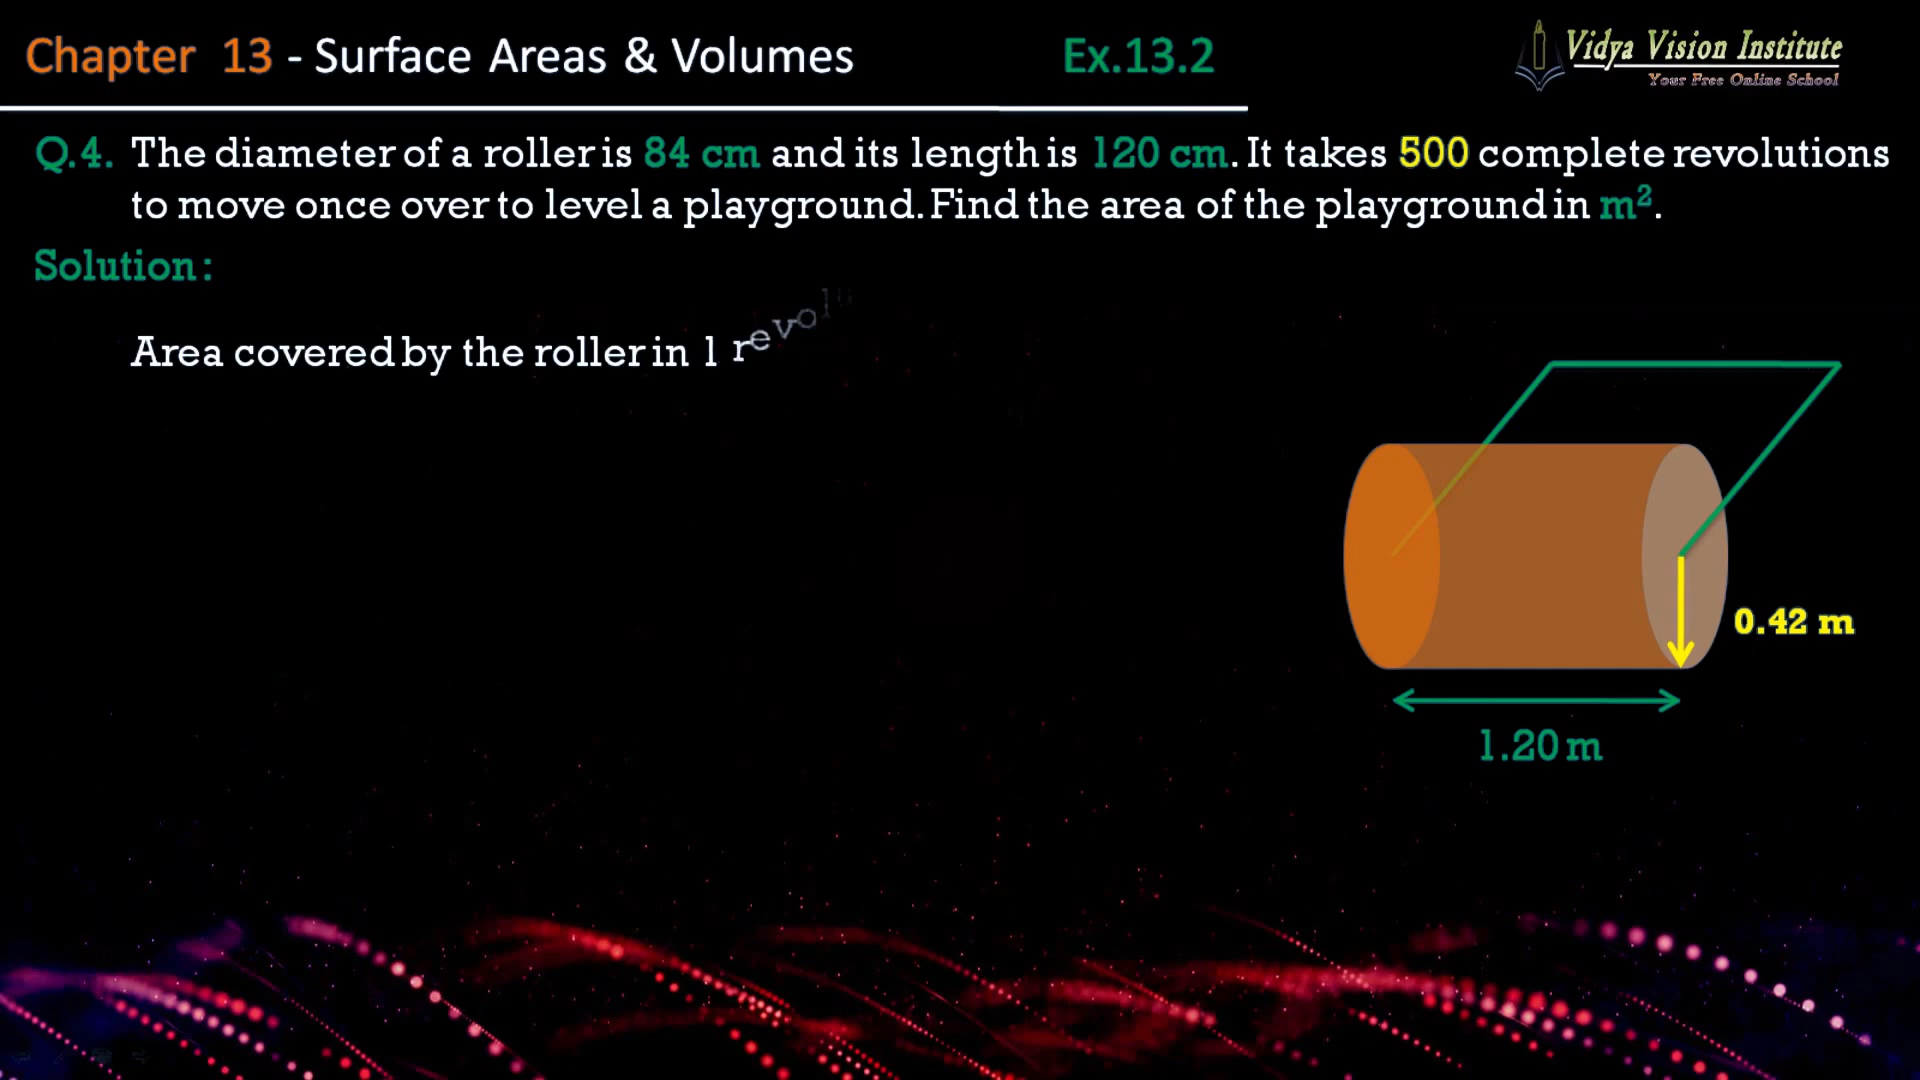 Chapter 13 - Surface Areas & Volumes
Ex.13.2
Vidya Vision Institute
Your Free Online School
Q.4. The diameter of a roller is 84 cm and its length is 120 cm. It takes 500 complete revolutions
to move once over to level a playground. Find the area of the playground in m².
Solution:
Area covered by the roller in 1 revolu
0.42 m
1.20 m